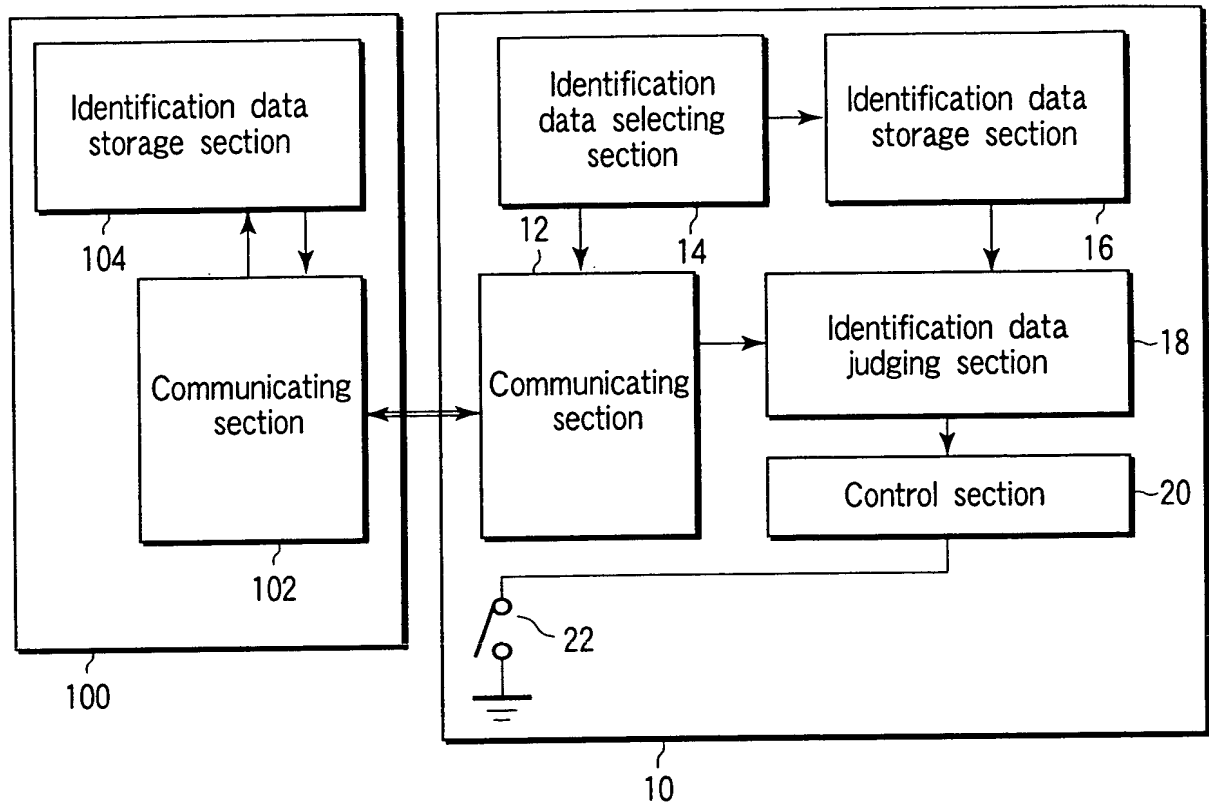 Identification data
storage section
104
Communicating
section
102
100
Identification
data selecting
section
14
Identification data
storage section
16
12
Communicating
section
Identification data
judging section
18
Control section
20
22
10